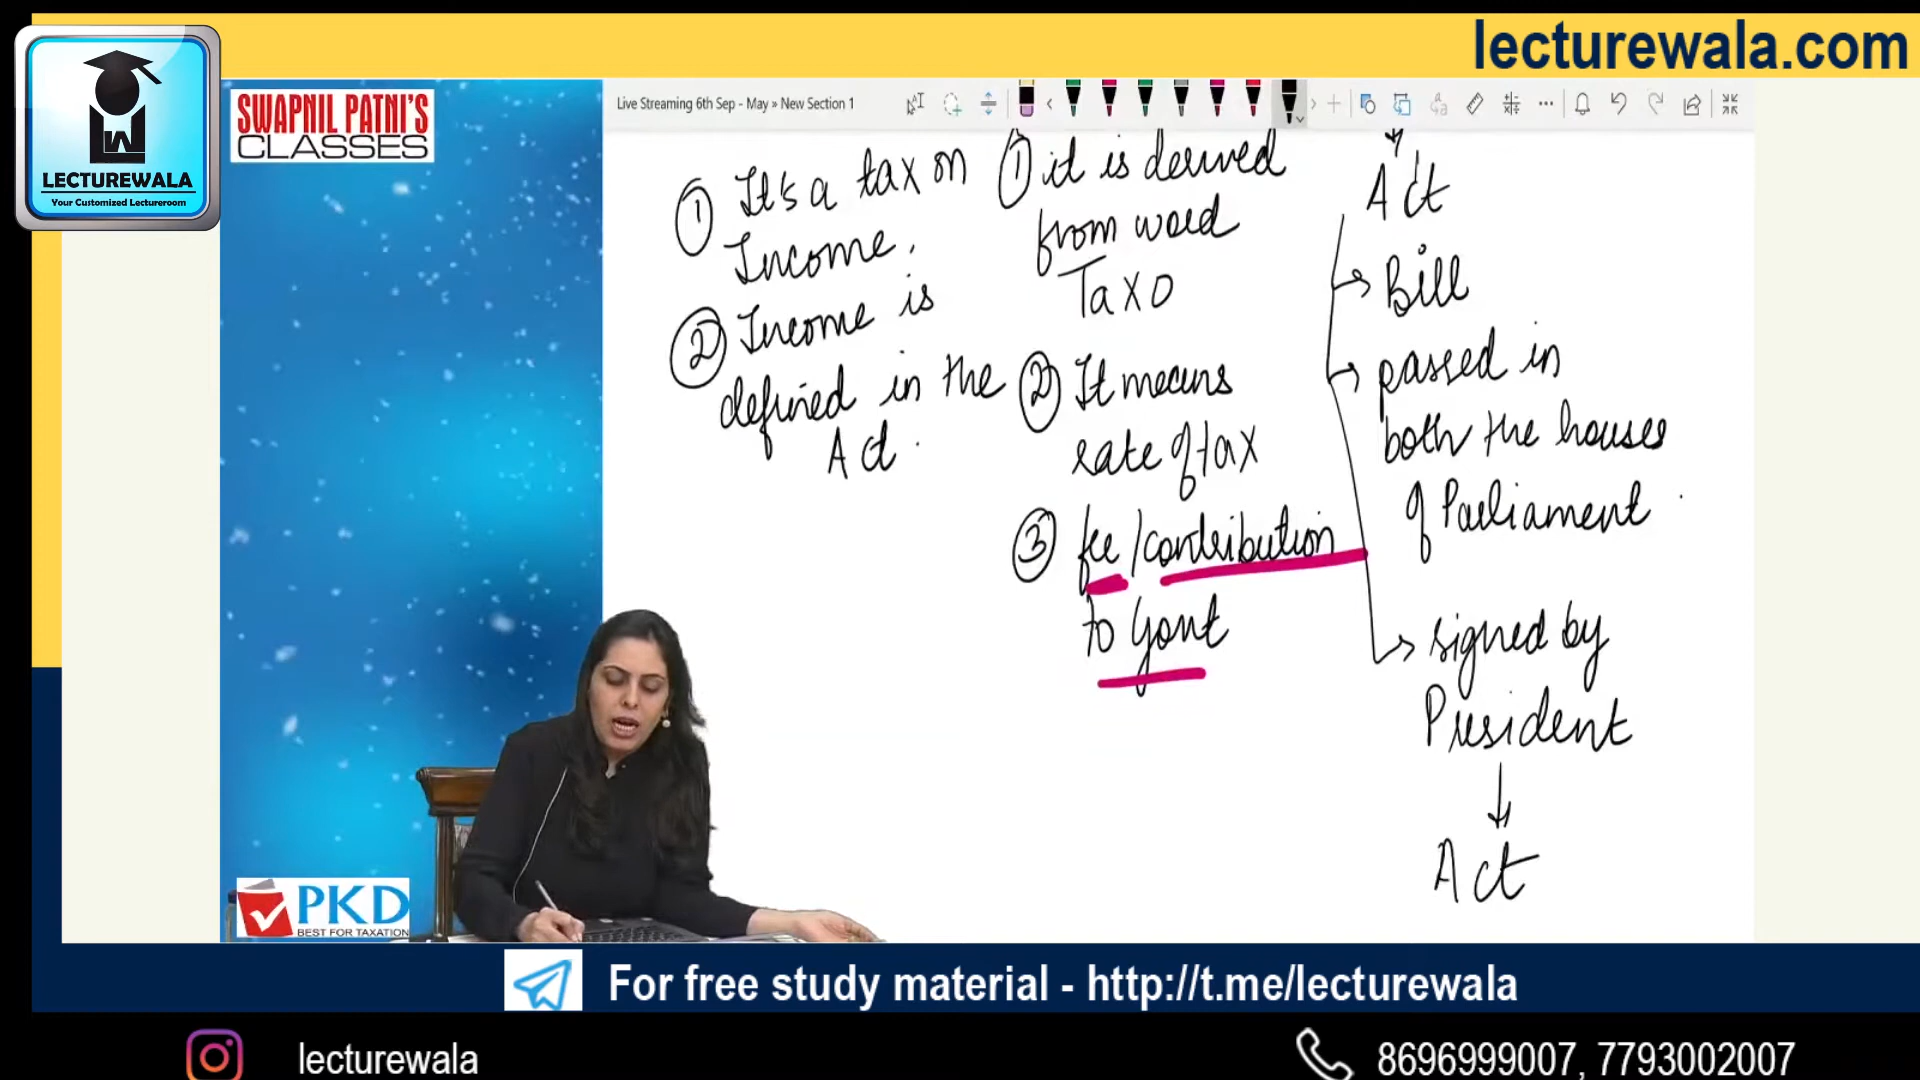 lecturewala.com
LW
LECTUREWALA
Your Customized Lectureroom
SWAPNIL PATNI'S
CLASSES
Live Streaming 6th Sep - May » New Section 1
① It's a tax on
Income.
② Income is
defined in the
Act.
① it is derived
from word
Taxo
② It means
rate of tax
③ fee/contribution
to Govt
Act
Bill
passed in
both the houses
of Parliament
signed by
President
Act
PKD
BEST FOR TAXATION
For free study material - http://t.me/lecturewala
lecturewala
8696999007, 7793002007